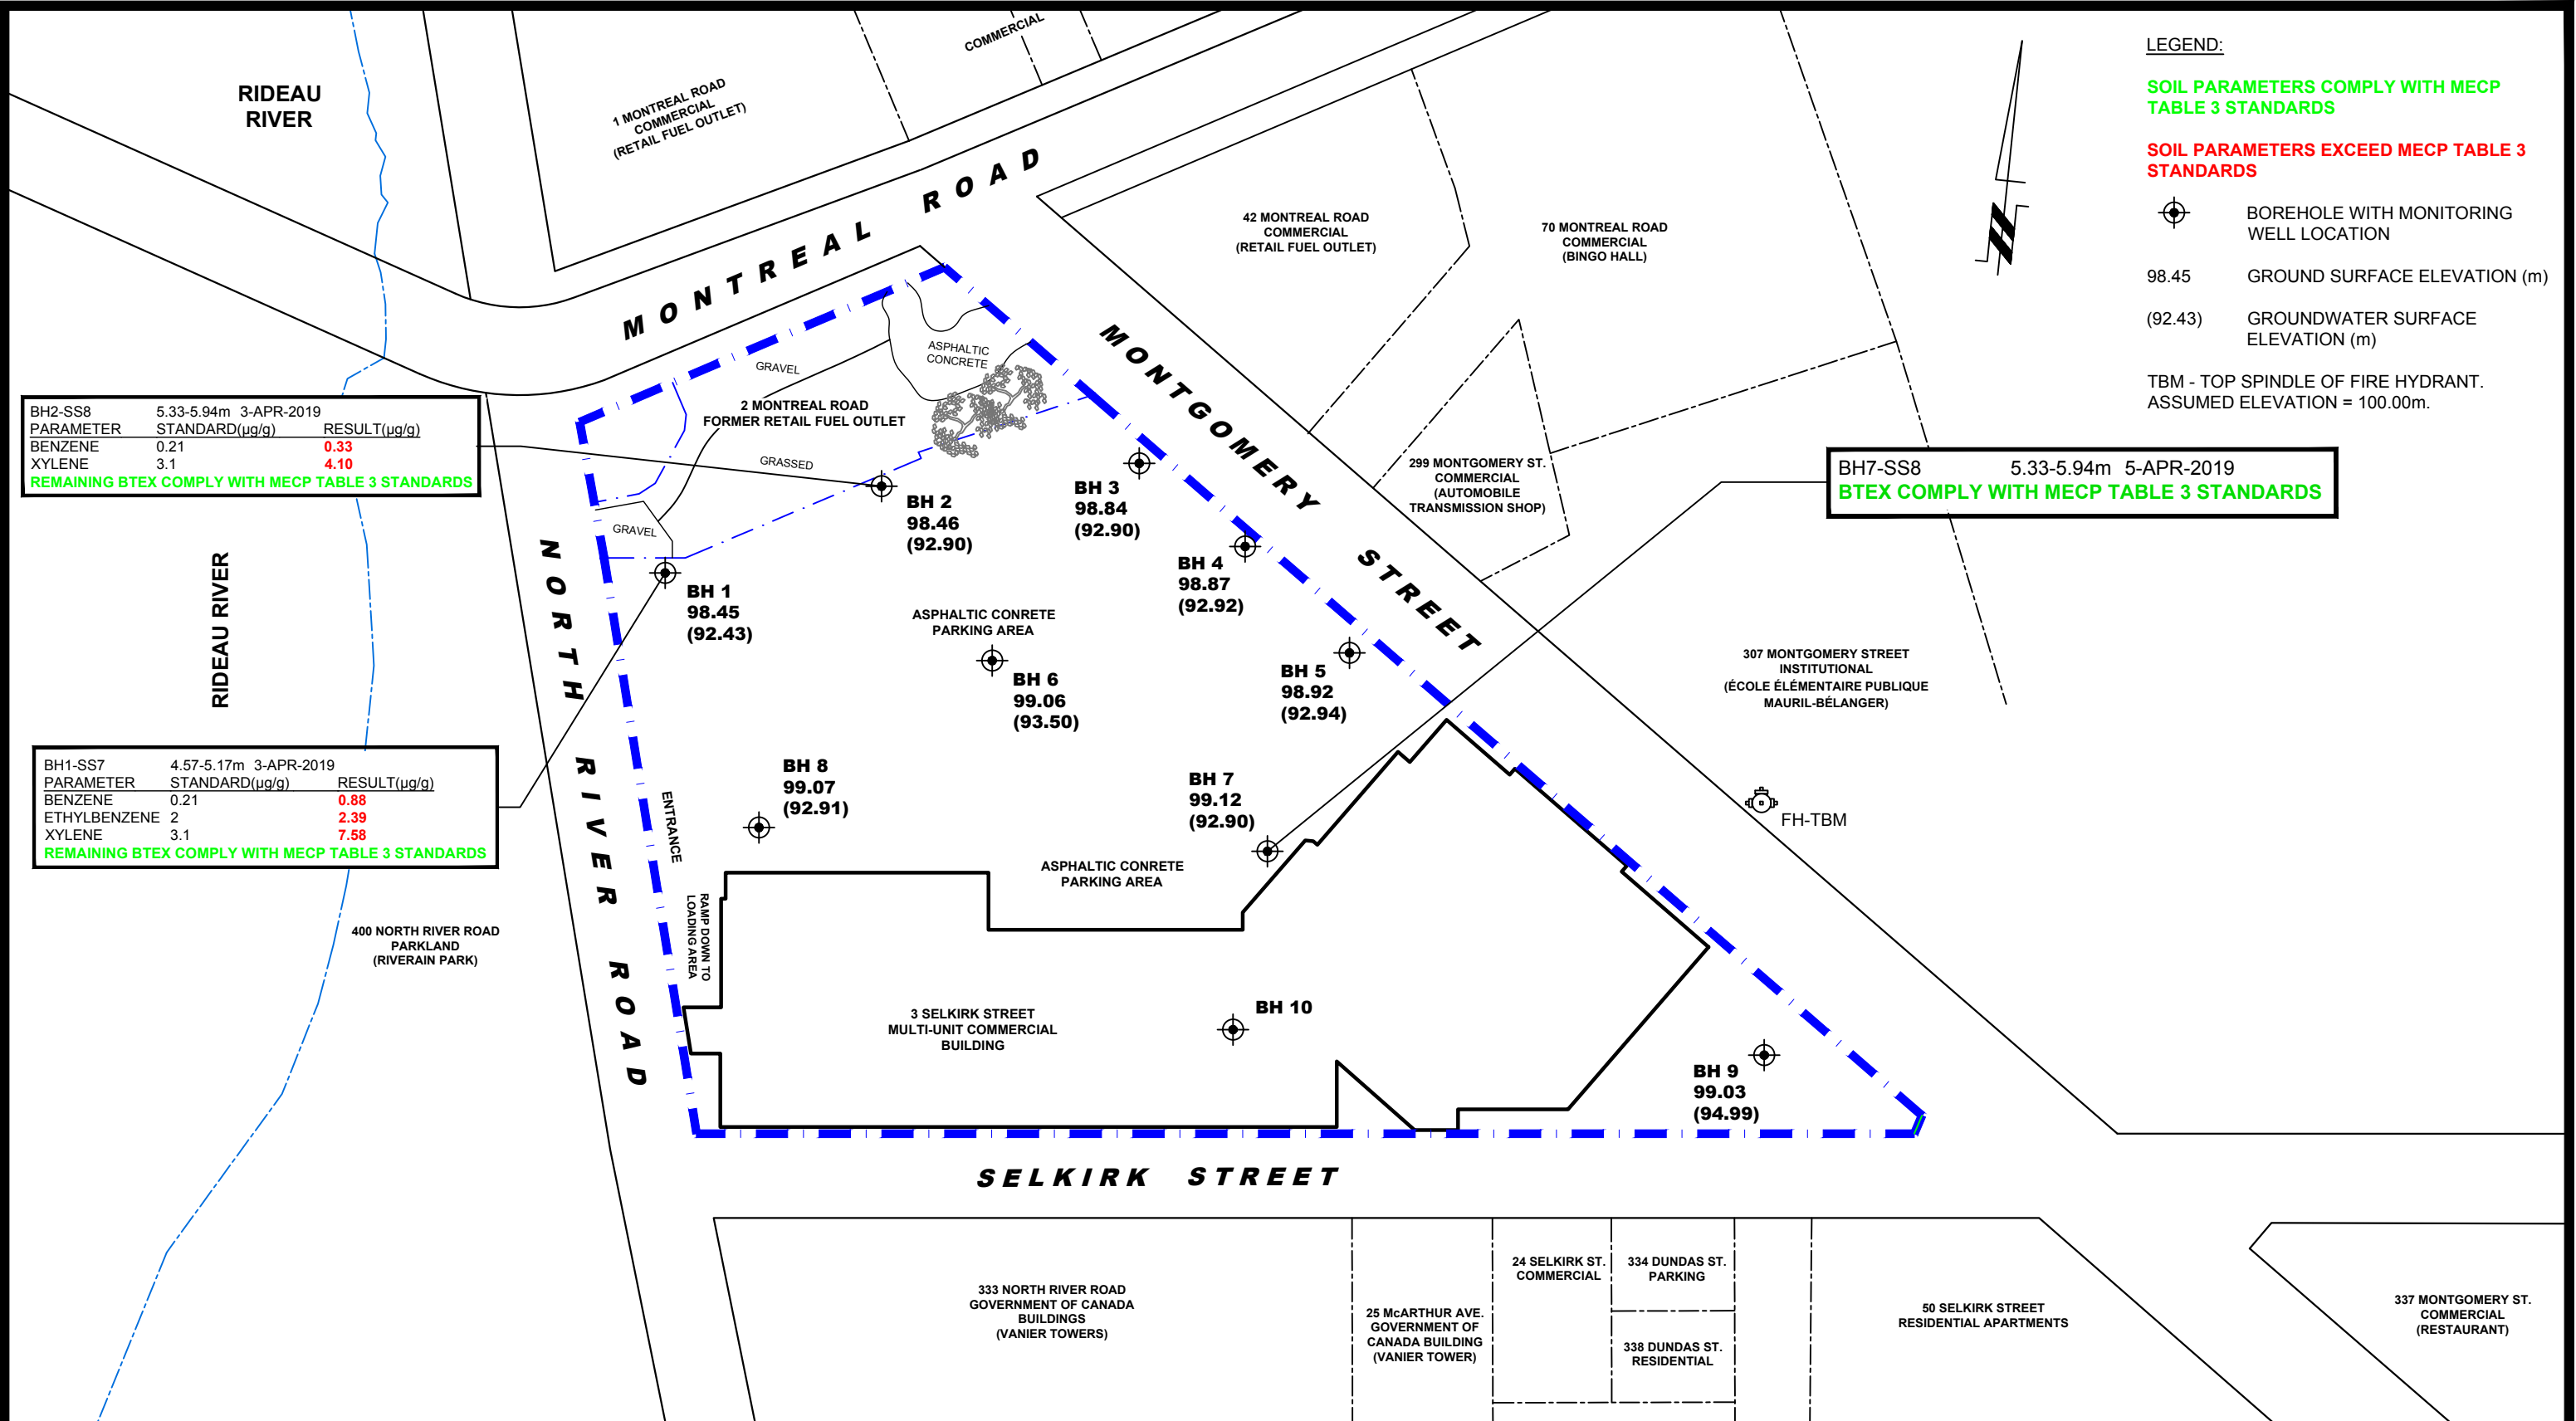 COMMERCIAL
RIDEAU
RIVER
1 MONTREAL ROAD
COMMERCIAL
(RETAIL FUEL OUTLET)
MONTREAL ROAD
42 MONTREAL ROAD
COMMERCIAL
(RETAIL FUEL OUTLET)
70 MONTREAL ROAD
COMMERCIAL
(BINGO HALL)
LEGEND:
SOIL PARAMETERS COMPLY WITH MECP
TABLE 3 STANDARDS
SOIL PARAMETERS EXCEED MECP TABLE 3
STANDARDS
BOREHOLE WITH MONITORING
WELL LOCATION
98.45 GROUND SURFACE ELEVATION (m)
(92.43) GROUNDWATER SURFACE
ELEVATION (m)
TBM - TOP SPINDLE OF FIRE HYDRANT.
ASSUMED ELEVATION = 100.00m.
BH2-SS8 5.33-5.94m 3-APR-2019
PARAMETER STANDARD(µg/g) RESULT(µg/g)
BENZENE 0.21 0.33
XYLENE 3.1 4.10
REMAINING BTEX COMPLY WITH MECP TABLE 3 STANDARDS
GRAVEL
ASPHALTIC
CONCRETE
2 MONTREAL ROAD
FORMER RETAIL FUEL OUTLET
GRASSED
GRAVEL
MONTGOMERY STREET
299 MONTGOMERY ST.
COMMERCIAL
(AUTOMOBILE
TRANSMISSION SHOP)
BH7-SS8 5.33-5.94m 5-APR-2019
BTEX COMPLY WITH MECP TABLE 3 STANDARDS
BH 2
98.46
(92.90)
BH 3
98.84
(92.90)
BH 4
98.87
(92.92)
BH 1
98.45
(92.43)
ASPHALTIC CONRETE
PARKING AREA
BH 6
99.06
(93.50)
BH 5
98.92
(92.94)
307 MONTGOMERY STREET
INSTITUTIONAL
(ÉCOLE ÉLÉMENTAIRE PUBLIQUE
MAURIL-BÉLANGER)
RIDEAU RIVER
NORTH RIVER ROAD
BH1-SS7 4.57-5.17m 3-APR-2019
PARAMETER STANDARD(µg/g) RESULT(µg/g)
BENZENE 0.21 0.88
ETHYLBENZENE 2 2.39
XYLENE 3.1 7.58
REMAINING BTEX COMPLY WITH MECP TABLE 3 STANDARDS
ENTRANCE
BH 8
99.07
(92.91)
BH 7
99.12
(92.90)
FH-TBM
ASPHALTIC CONRETE
PARKING AREA
RAMP DOWN TO
LOADING AREA
400 NORTH RIVER ROAD
PARKLAND
(RIVERAIN PARK)
3 SELKIRK STREET
MULTI-UNIT COMMERCIAL
BUILDING
BH 10
BH 9
99.03
(94.99)
SELKIRK STREET
333 NORTH RIVER ROAD
GOVERNMENT OF CANADA
BUILDINGS
(VANIER TOWERS)
25 McARTHUR AVE.
GOVERNMENT OF
CANADA BUILDING
(VANIER TOWER)
24 SELKIRK ST.
COMMERCIAL
334 DUNDAS ST.
PARKING
338 DUNDAS ST.
RESIDENTIAL
50 SELKIRK STREET
RESIDENTIAL APARTMENTS
337 MONTGOMERY ST.
COMMERCIAL
(RESTAURANT)